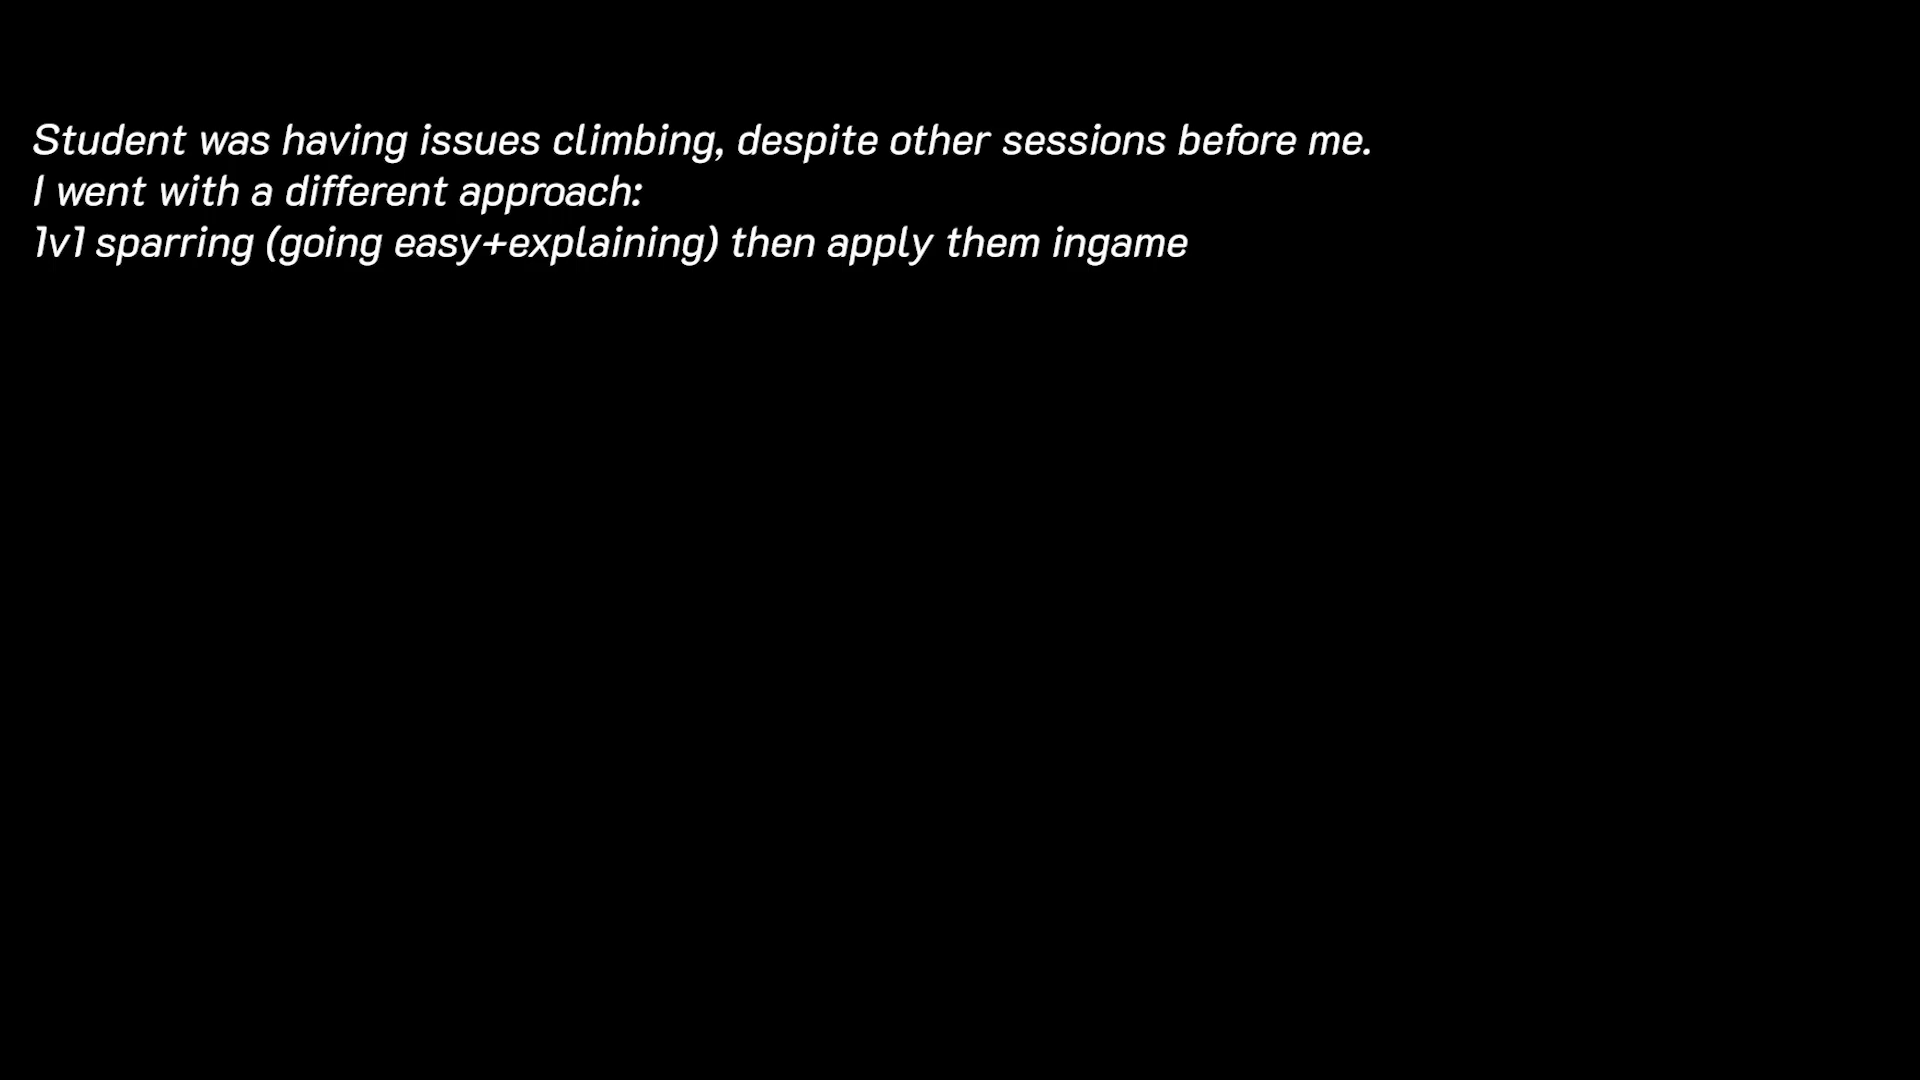 Student was having issues climbing, despite other sessions before me.
I went with a different approach:
1v1 sparring (going easy+explaining) then apply them ingame